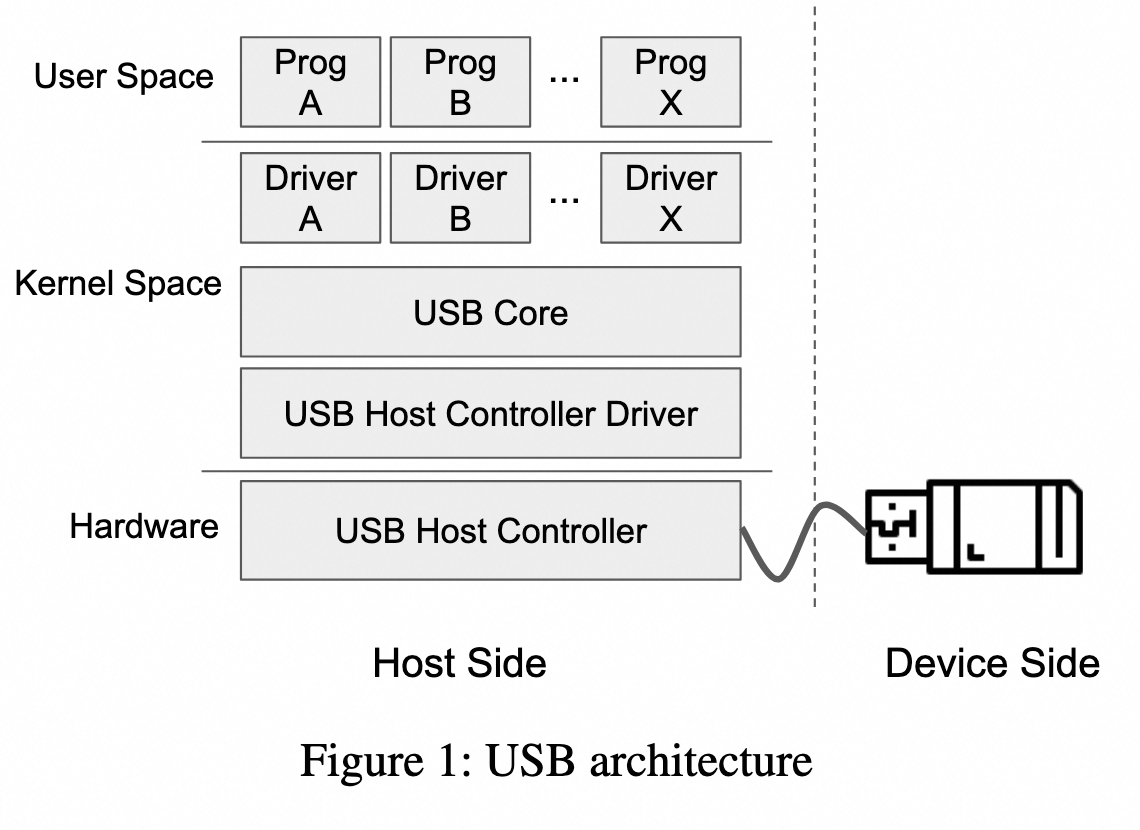 User Space
Prog A
Prog B
...
Prog X
Driver A
Driver B
...
Driver X
Kernel Space
USB Core
USB Host Controller Driver
Hardware
USB Host Controller
Host Side
Device Side
Figure 1: USB architecture